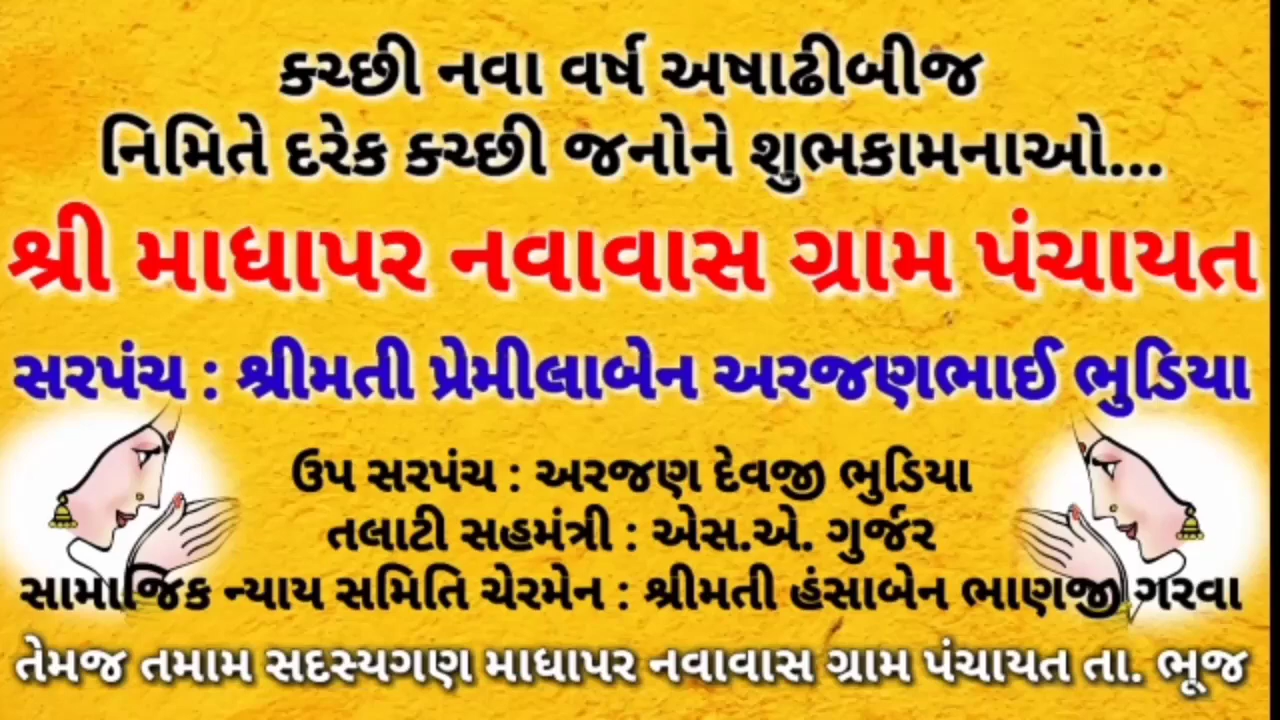 કચ્છી નવા વર્ષ અષાઢીબીજ
નિમિતે દરેક કચ્છી જનોને શુભકામનાઓ...
શ્રી માધાપર નવાવાસ ગ્રામ પંચાયત
સરપંચ : શ્રીમતી પ્રેમીલાબેન અરજણભાઈ ભુડિયા
ઉપ સરપંચ : અરજણ દેવજી ભુડિયા
તલાટી સહમંત્રી : એસ.એ. ગુર્જર
સામાજિક ન્યાય સમિતિ ચેરમેન : શ્રીમતી હંસાબેન ભાણજી ગરવા
તેમજ તમામ સદસ્યગણ માધાપર નવાવાસ ગ્રામ પંચાયત તા. ભૂજ